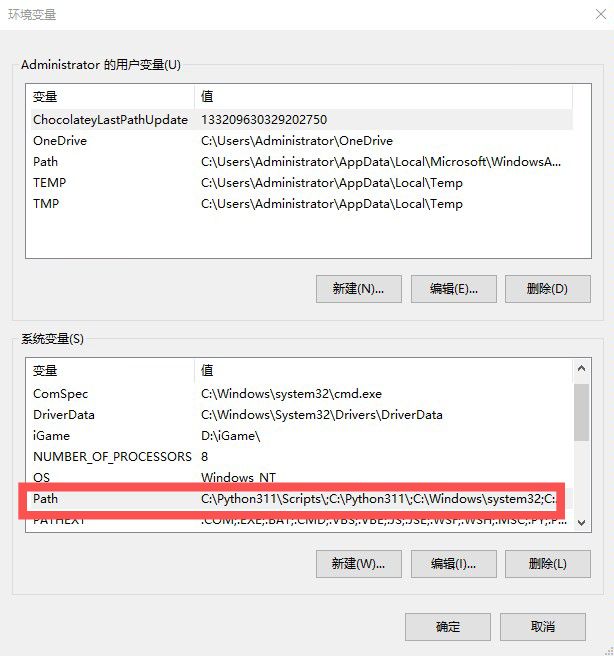 环境变量
Administrator 的用户变量(U)
变量 值
ChocolateyLastPathUpdate 133209630329202750
OneDrive C:\Users\Administrator\OneDrive
Path C:\Users\Administrator\AppData\Local\Microsoft\WindowsA...
TEMP C:\Users\Administrator\AppData\Local\Temp
TMP C:\Users\Administrator\AppData\Local\Temp
新建(N)... 编辑(E)... 删除(D)
系统变量(S)
变量 值
ComSpec C:\Windows\system32\cmd.exe
DriverData C:\Windows\System32\Drivers\DriverData
iGame D:\iGame\
NUMBER_OF_PROCESSORS 8
OS Windows_NT
Path C:\Python311\Scripts\;C:\Python311\;C:\Windows\system32;C:
PATHEXT .COM;.EXE;.BAT;.CMD;.VBS;.VBE;.JS;.JSE;.WSF;.WSH;.MSC;.PY;.P...
新建(W)... 编辑(I)... 删除(L)
确定 取消